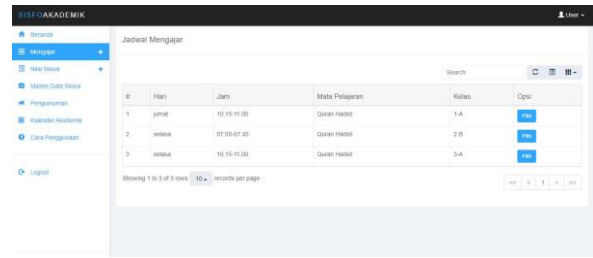 SISFOAKADEMIK
User
Beranda
Mengajar +
Nilai Siswa +
Master Data Siswa
Pengumuman
Kalender Akademik
Cara Penggunaan
Logout
Jadwal Mengajar
Search
# Hari Jam Mata Pelajaran Kelas Opsi
1 jumat 10.15-11.00 Quran Hadist 1-A Pilih
2 selasa 07.00-07.45 Quran Hadist 2-B Pilih
3 selasa 10.15-11.00 Quran Hadist 3-A Pilih
Showing 1 to 3 of 3 rows 10 records per page
<< < 1 > >>